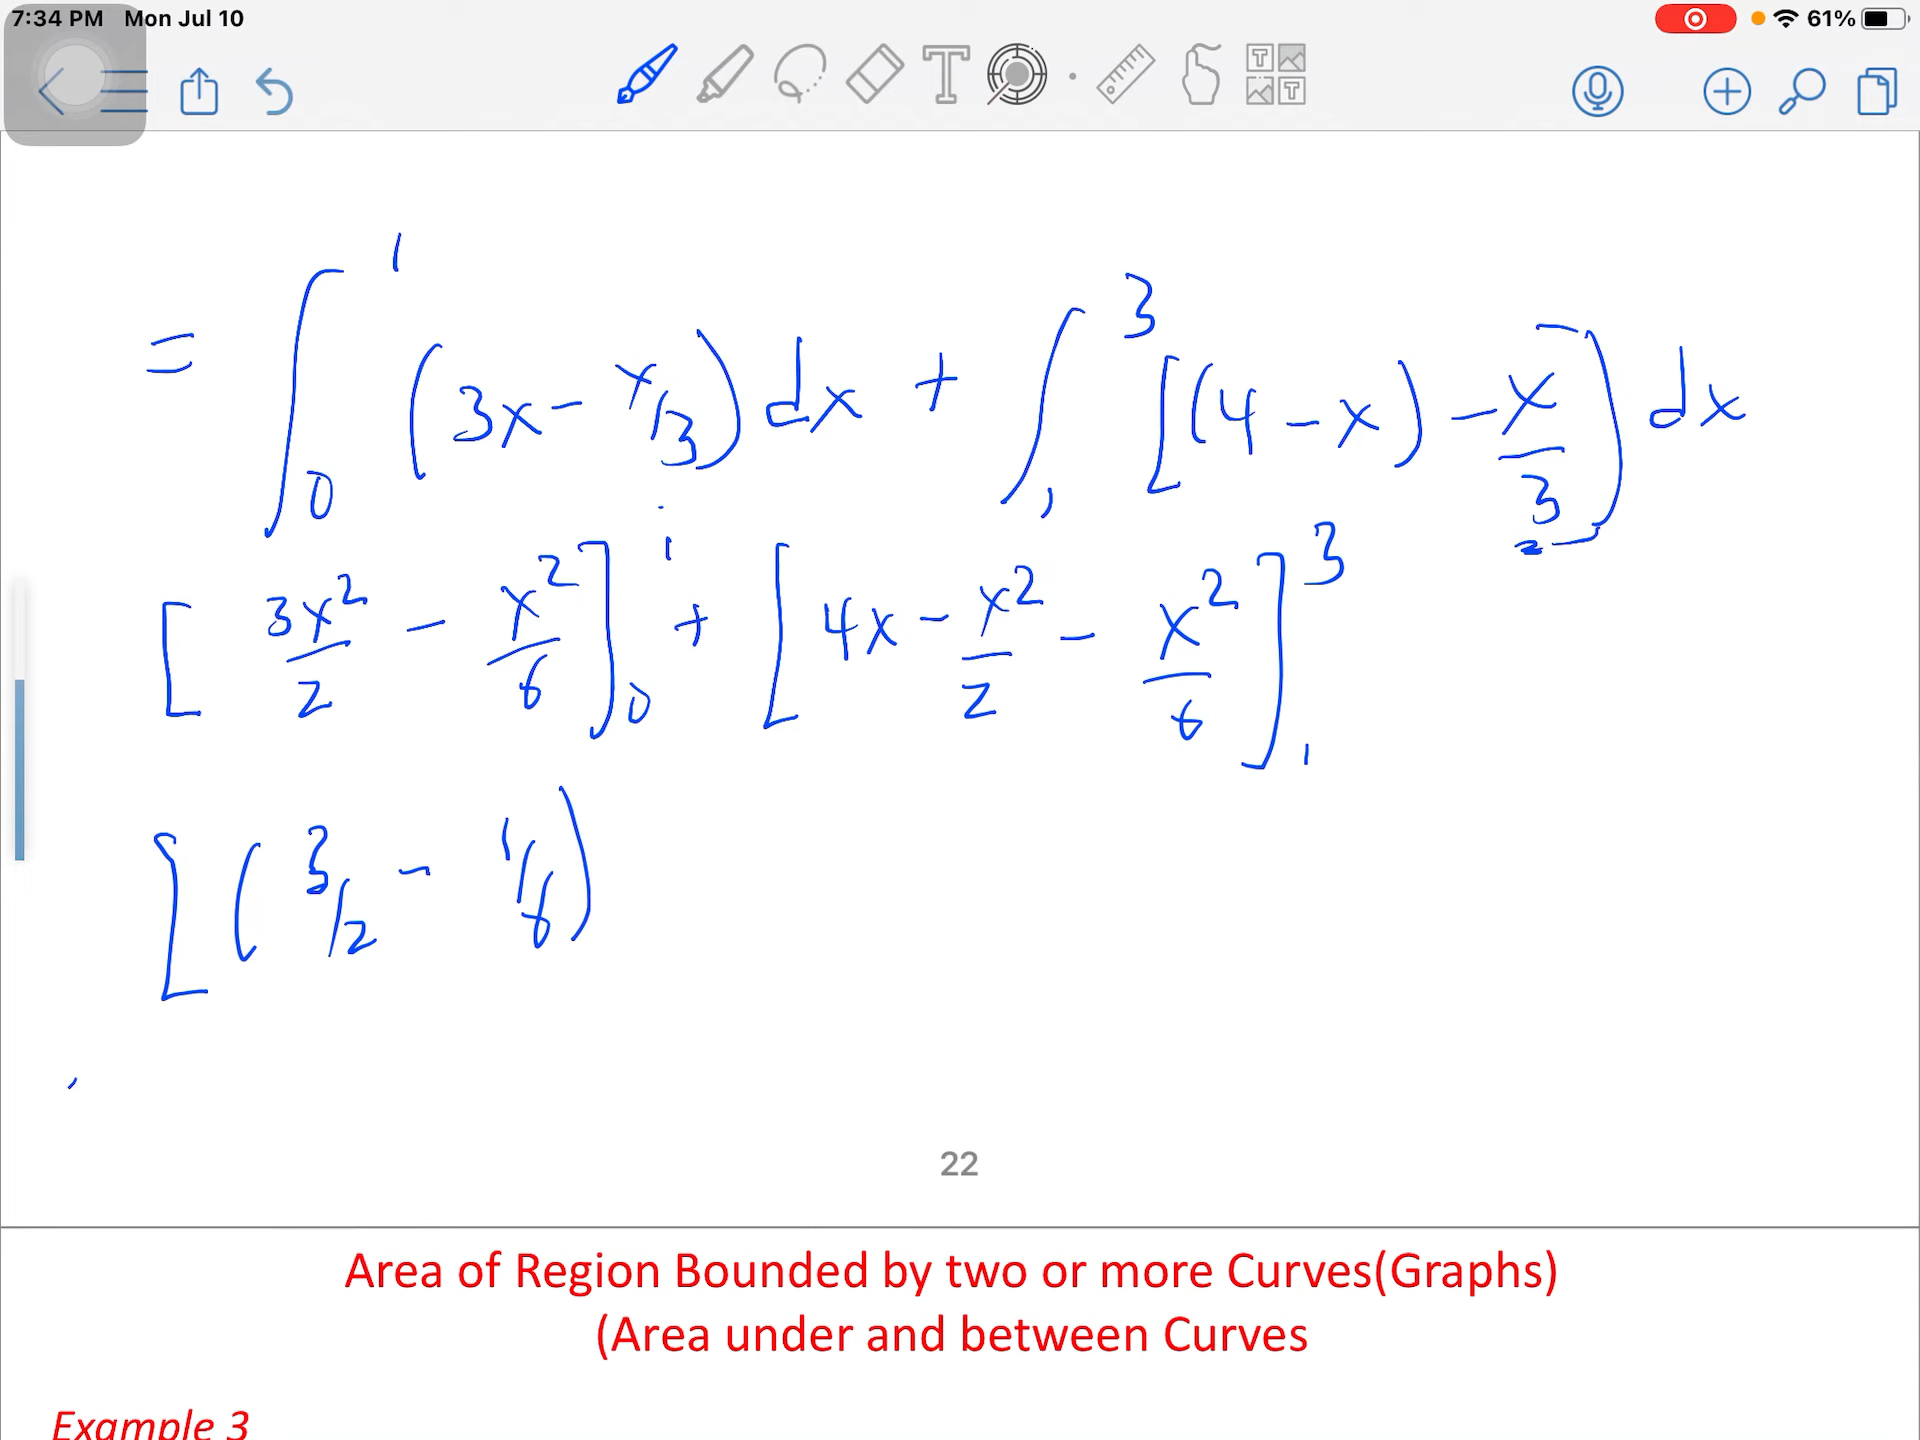 7:34 PM Mon Jul 10 61%
= ∫₀¹ (3x - x/3) dx + ∫₁³ [(4 - x) - x/3] dx
[3x²/2 - x²/6]₀¹ + [4x - x²/2 - x²/6]₁³
[(3/2 - 1/6)
22
Area of Region Bounded by two or more Curves(Graphs)
(Area under and between Curves
Example 3